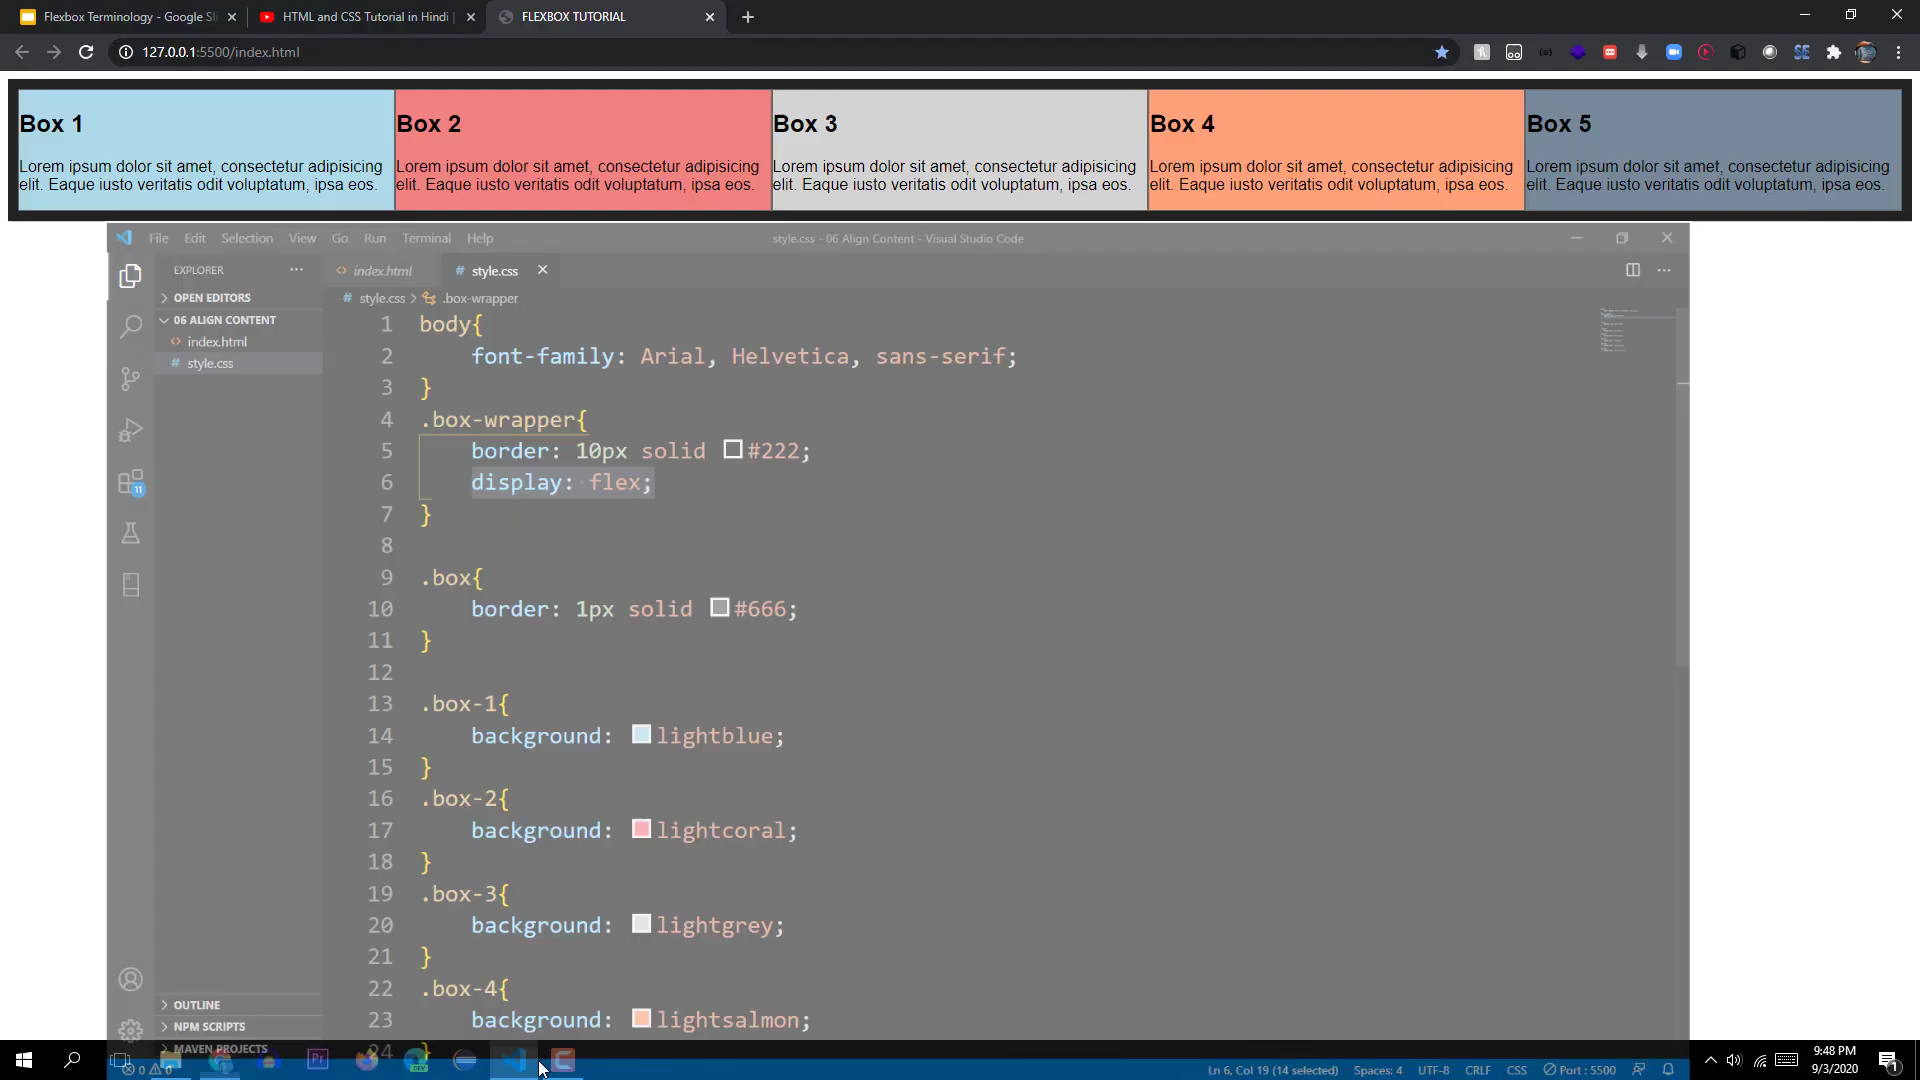 Flexbox Terminology - Google Sli
HTML and CSS Tutorial in Hindi
FLEXBOX TUTORIAL
127.0.0.1:5500/index.html
Box 1
Lorem ipsum dolor sit amet, consectetur adipisicing
elit. Eaque iusto veritatis odit voluptatum, ipsa eos.
Box 2
Lorem ipsum dolor sit amet, consectetur adipisicing
elit. Eaque iusto veritatis odit voluptatum, ipsa eos.
Box 3
Lorem ipsum dolor sit amet, consectetur adipisicing
elit. Eaque iusto veritatis odit voluptatum, ipsa eos.
Box 4
Lorem ipsum dolor sit amet, consectetur adipisicing
elit. Eaque iusto veritatis odit voluptatum, ipsa eos.
Box 5
Lorem ipsum dolor sit amet, consectetur adipisicing
elit. Eaque iusto veritatis odit voluptatum, ipsa eos.
File Edit Selection View Go Run Terminal Help
style.css - 06 Align Content - Visual Studio Code
EXPLORER
OPEN EDITORS
06 ALIGN CONTENT
index.html
style.css
11
OUTLINE
NPM SCRIPTS
MAVEN PROJECTS
index.html
# style.css
# style.css > .box-wrapper
1 body{
2 font-family: Arial, Helvetica, sans-serif;
3 }
4 .box-wrapper{
5 border: 10px solid #222;
6 display: flex;
7 }
8
9 .box{
10 border: 1px solid #666;
11 }
12
13 .box-1{
14 background: lightblue;
15 }
16 .box-2{
17 background: lightcoral;
18 }
19 .box-3{
20 background: lightgrey;
21 }
22 .box-4{
23 background: lightsalmon;
24 }
0 0
Ln 6, Col 19 (14 selected) Spaces: 4 UTF-8 CRLF CSS Port : 5500
Pr
DEV
9:48 PM
9/3/2020
1